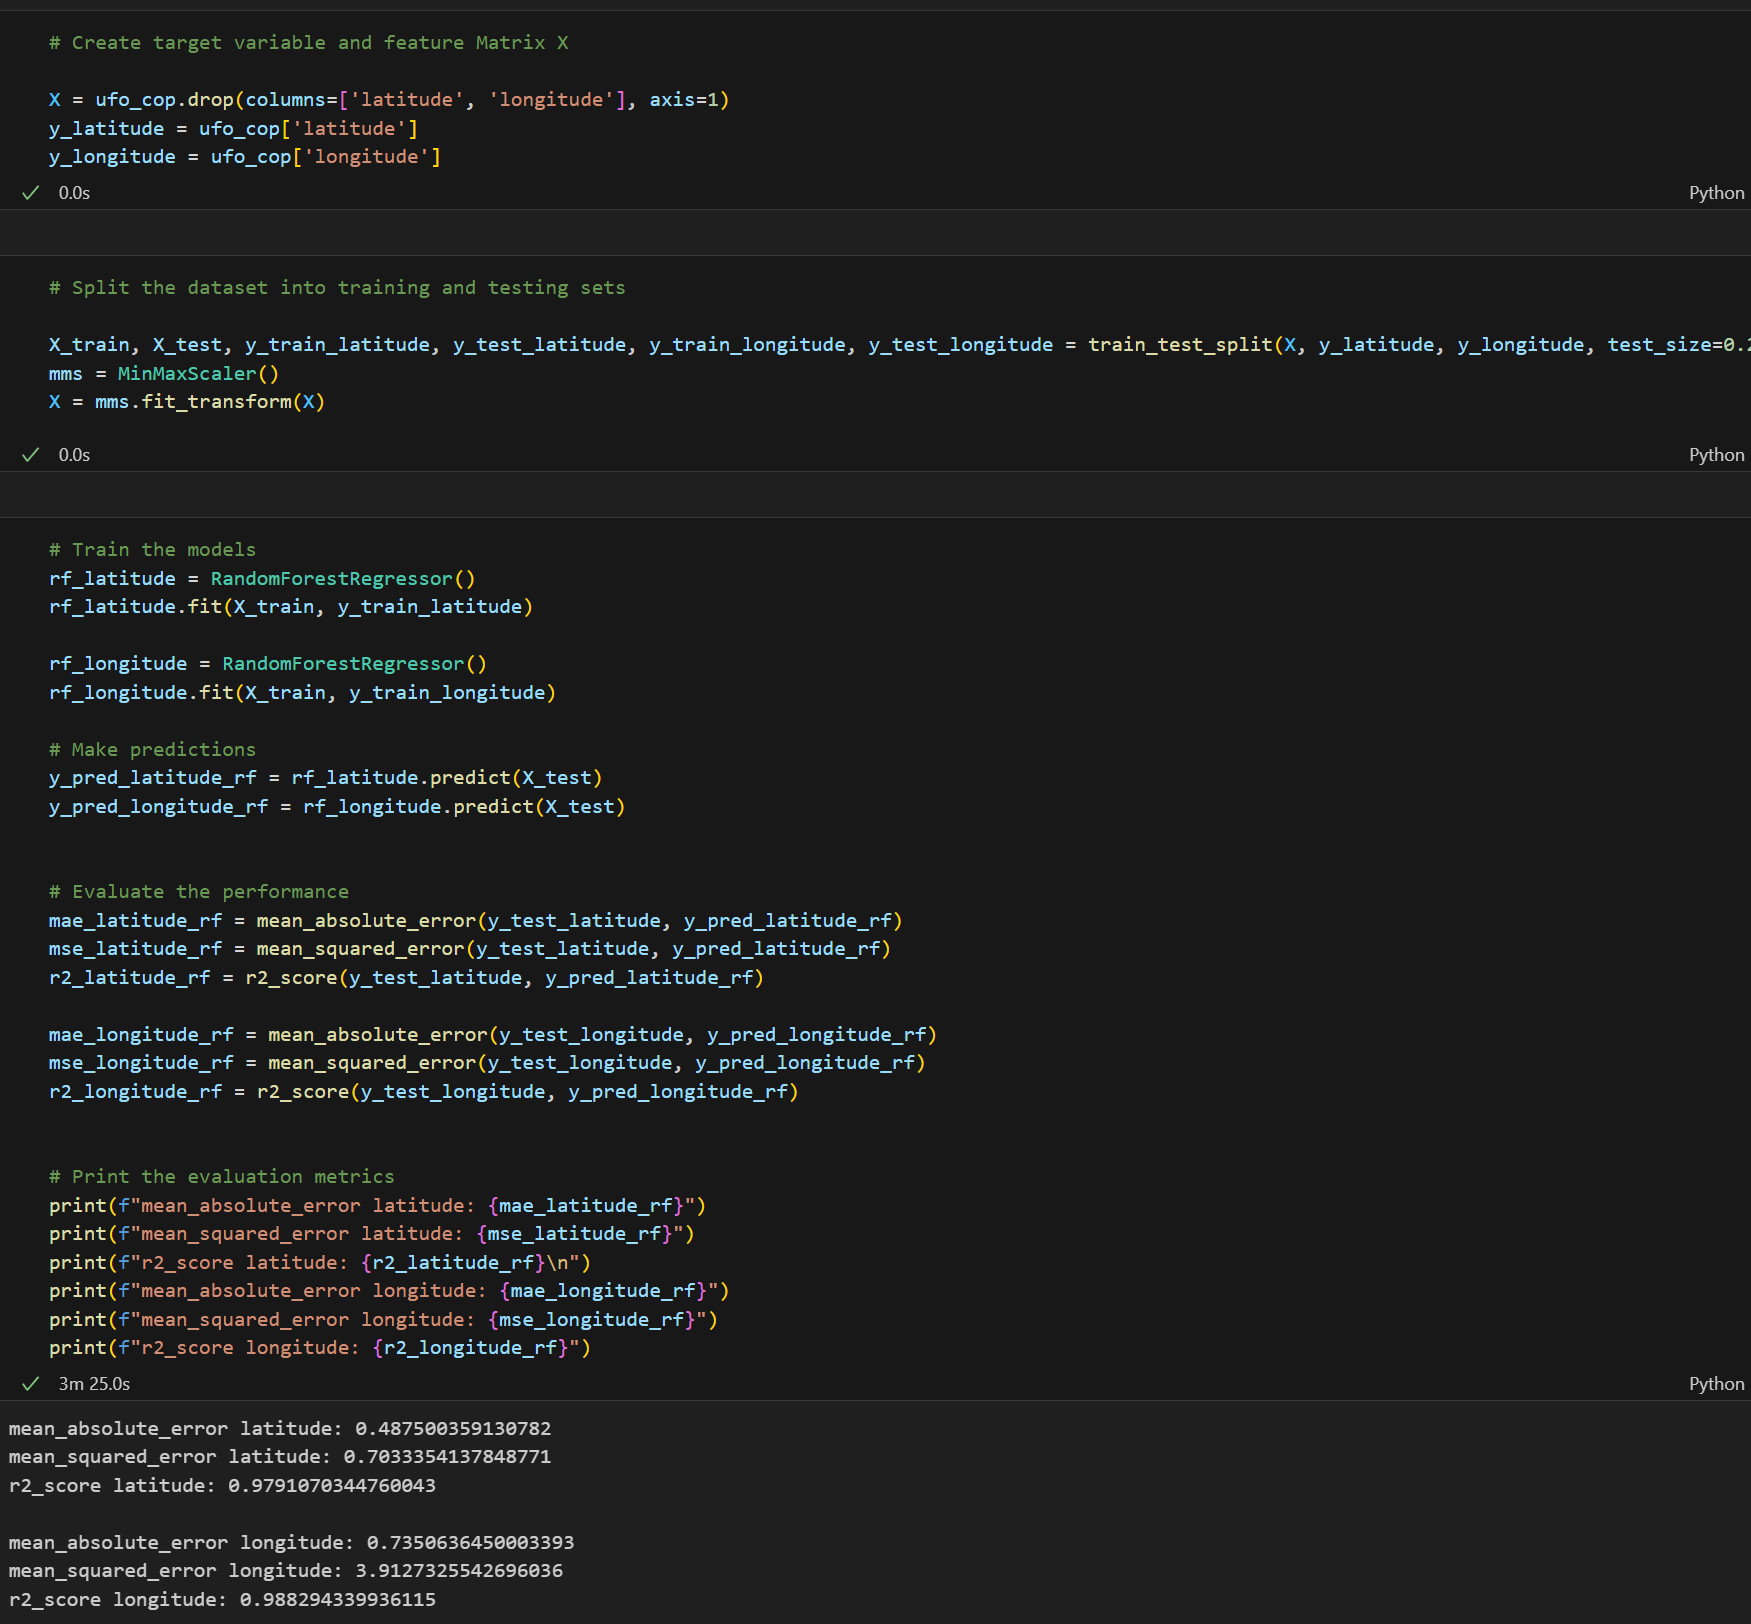 # Create target variable and feature Matrix X
X = ufo_cop.drop(columns=['latitude', 'longitude'], axis=1)
y_latitude = ufo_cop['latitude']
y_longitude = ufo_cop['longitude']
0.0s
Python
# Split the dataset into training and testing sets
X_train, X_test, y_train_latitude, y_test_latitude, y_train_longitude, y_test_longitude = train_test_split(X, y_latitude, y_longitude, test_size=0.2
mms = MinMaxScaler()
X = mms.fit_transform(X)
0.0s
Python
# Train the models
rf_latitude = RandomForestRegressor()
rf_latitude.fit(X_train, y_train_latitude)
rf_longitude = RandomForestRegressor()
rf_longitude.fit(X_train, y_train_longitude)
# Make predictions
y_pred_latitude_rf = rf_latitude.predict(X_test)
y_pred_longitude_rf = rf_longitude.predict(X_test)
# Evaluate the performance
mae_latitude_rf = mean_absolute_error(y_test_latitude, y_pred_latitude_rf)
mse_latitude_rf = mean_squared_error(y_test_latitude, y_pred_latitude_rf)
r2_latitude_rf = r2_score(y_test_latitude, y_pred_latitude_rf)
mae_longitude_rf = mean_absolute_error(y_test_longitude, y_pred_longitude_rf)
mse_longitude_rf = mean_squared_error(y_test_longitude, y_pred_longitude_rf)
r2_longitude_rf = r2_score(y_test_longitude, y_pred_longitude_rf)
# Print the evaluation metrics
print(f"mean_absolute_error latitude: {mae_latitude_rf}")
print(f"mean_squared_error latitude: {mse_latitude_rf}")
print(f"r2_score latitude: {r2_latitude_rf}\n")
print(f"mean_absolute_error longitude: {mae_longitude_rf}")
print(f"mean_squared_error longitude: {mse_longitude_rf}")
print(f"r2_score longitude: {r2_longitude_rf}")
3m 25.0s
Python
mean_absolute_error latitude: 0.487500359130782
mean_squared_error latitude: 0.7033354137848771
r2_score latitude: 0.9791070344760043
mean_absolute_error longitude: 0.7350636450003393
mean_squared_error longitude: 3.9127325542696036
r2_score longitude: 0.988294339936115